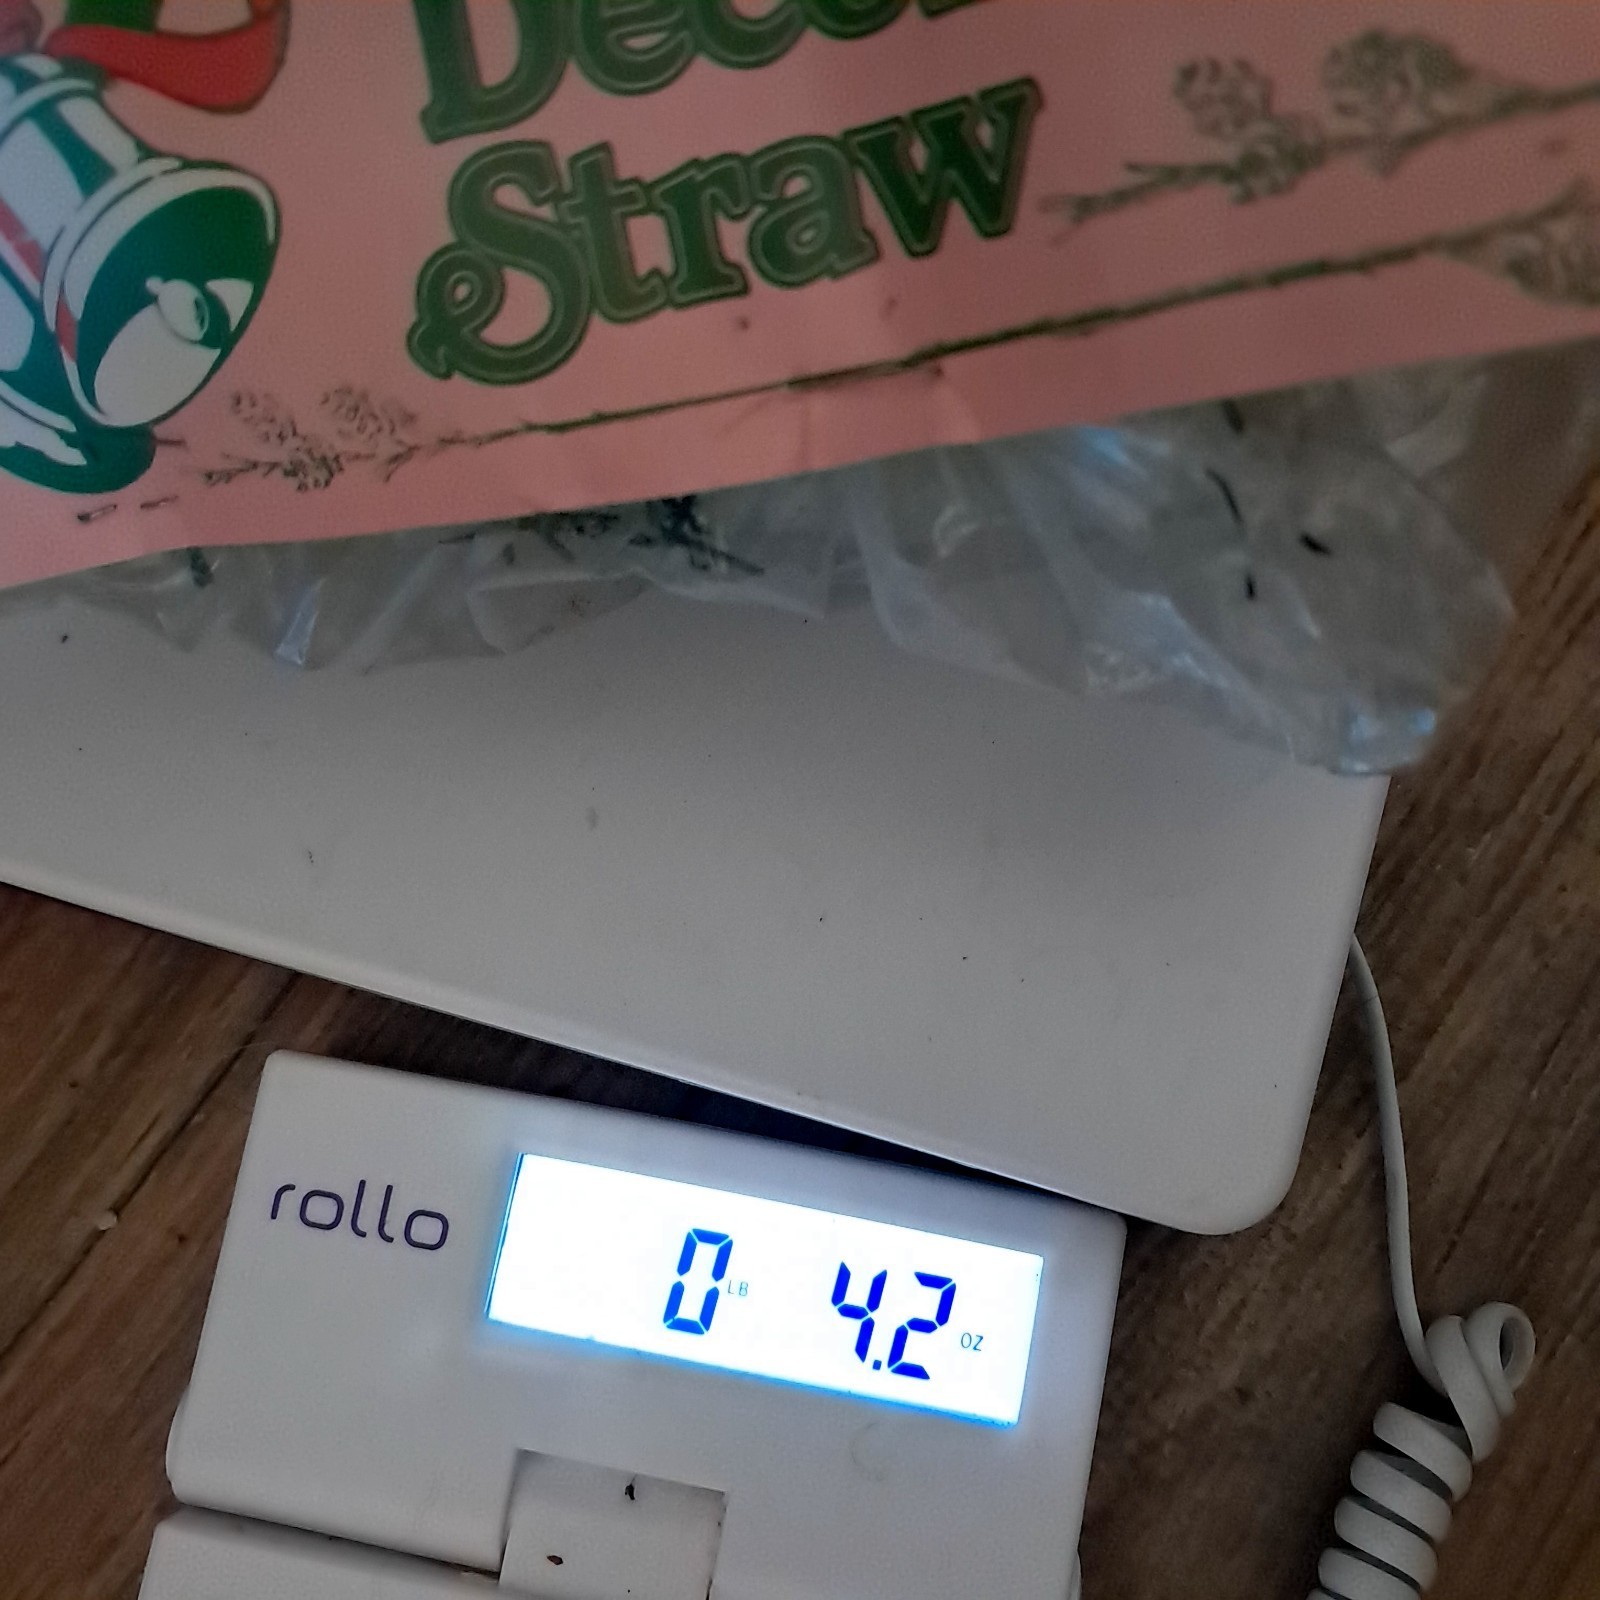 Straw
rollo
0 LB 4.2 OZ